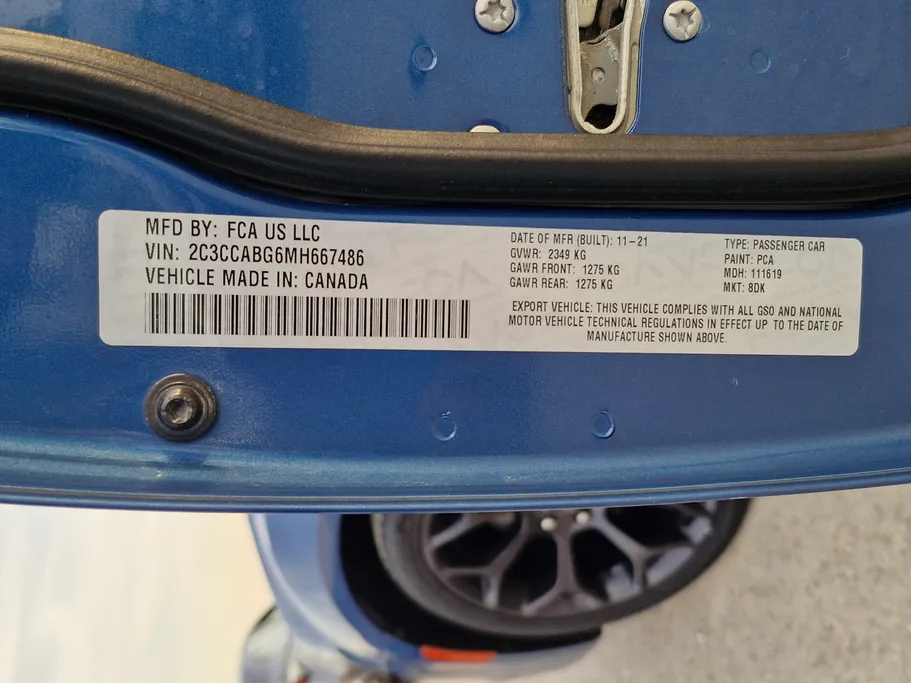 MFD BY: FCA US LLC
VIN: 2C3CCABG6MH667486
VEHICLE MADE IN: CANADA
DATE OF MFR (BUILT): 11-21
GVWR: 2349 KG
GAWR FRONT: 1275 KG
GAWR REAR: 1275 KG
TYPE: PASSENGER CAR
PAINT: PCA
MDH: 111619
MKT: 8DK
EXPORT VEHICLE: THIS VEHICLE COMPLIES WITH ALL GSO AND NATIONAL
MOTOR VEHICLE TECHNICAL REGULATIONS IN EFFECT UP TO THE DATE OF
MANUFACTURE SHOWN ABOVE.